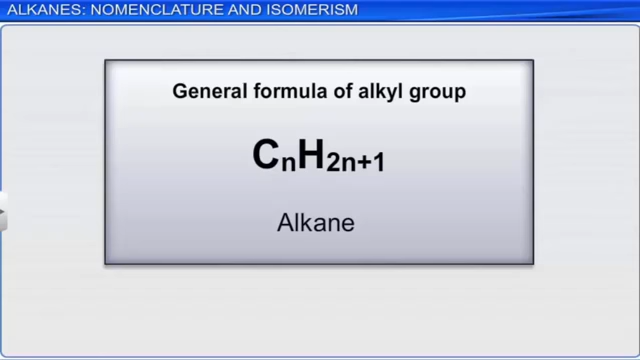 ALKANES: NOMENCLATURE AND ISOMERISM
General formula of alkyl group
CₙH₂ₙ₊₁
Alkane